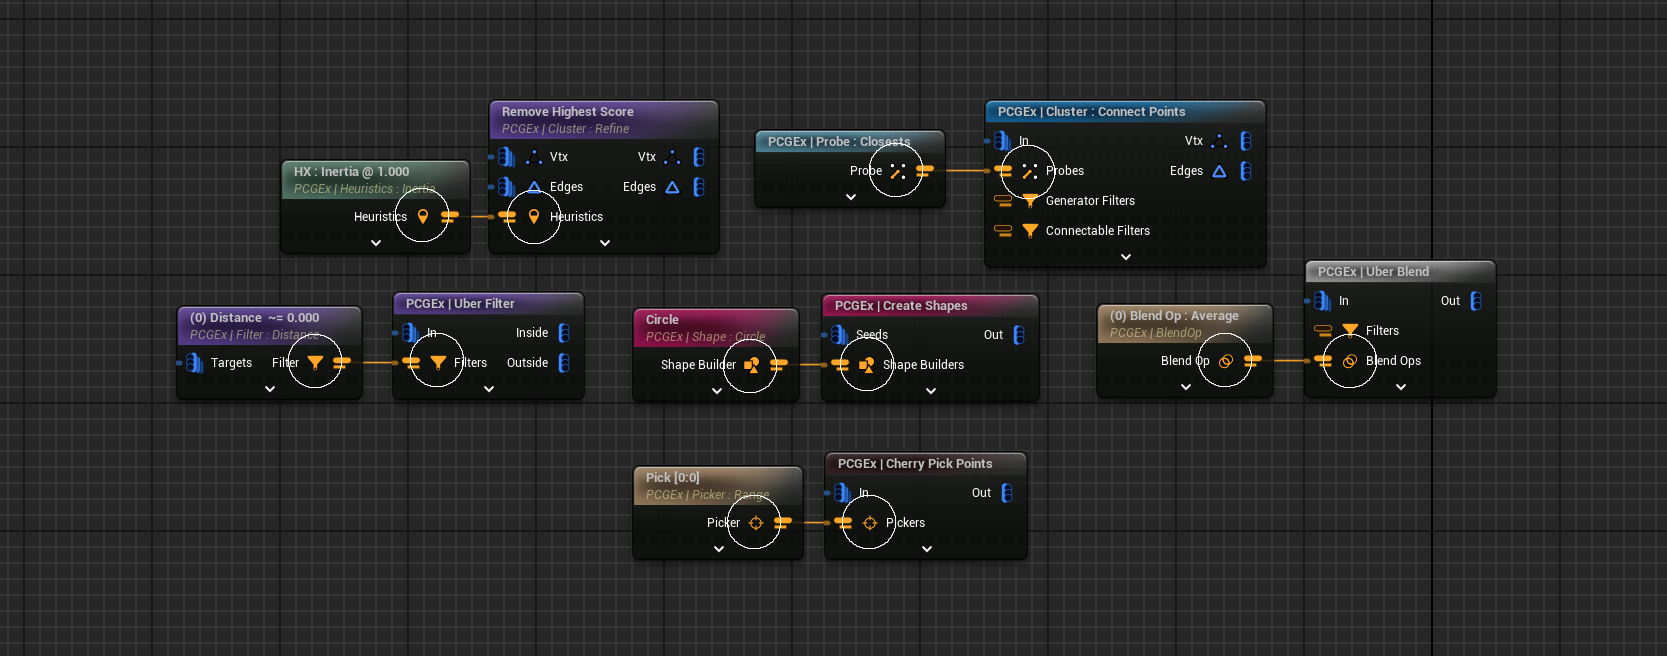 Remove Highest Score
PCGEx | Cluster : Refine
Vtx Vtx
Edges Edges
Heuristics
HX : Inertia @ 1.000
PCGEx | Heuristics : Inertia
Heuristics
PCGEx | Probe : Closests
Probe
PCGEx | Cluster : Connect Points
In Vtx
Probes Edges
Generator Filters
Connectable Filters
(0) Distance ~= 0.000
PCGEx | Filter : Distance
Targets Filter
PCGEx | Uber Filter
In Inside
Filters Outside
Circle
PCGEx | Shape : Circle
Shape Builder
PCGEx | Create Shapes
Seeds Out
Shape Builders
(0) Blend Op : Average
PCGEx | BlendOp
Blend Op
PCGEx | Uber Blend
In Out
Filters
Blend Ops
Pick [0:0]
PCGEx | Picker : Range
Picker
PCGEx | Cherry Pick Points
In Out
Pickers